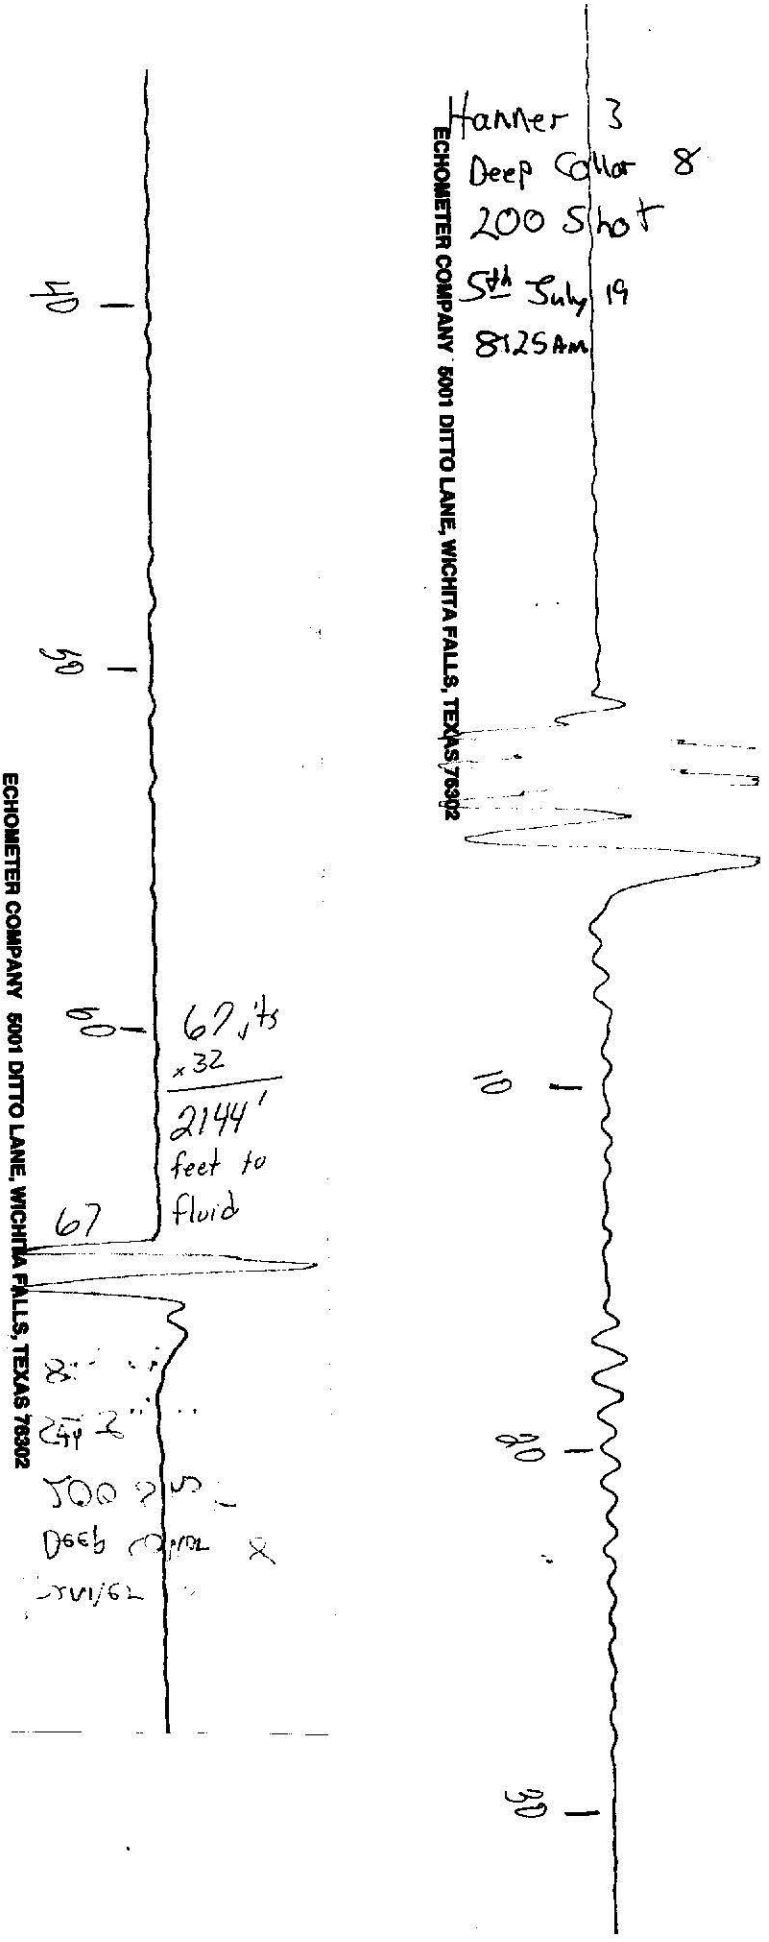 Hanner 3
Deep Collar 8
200 Shot
5th July 19
8:25 AM
ECHOMETER COMPANY 5001 DITTO LANE, WICHITA FALLS, TEXAS 76302
10
20
30
40
50
60
67 jts
x 32
2144'
feet to
fluid
67
ECHOMETER COMPANY 5001 DITTO LANE, WICHITA FALLS, TEXAS 76302